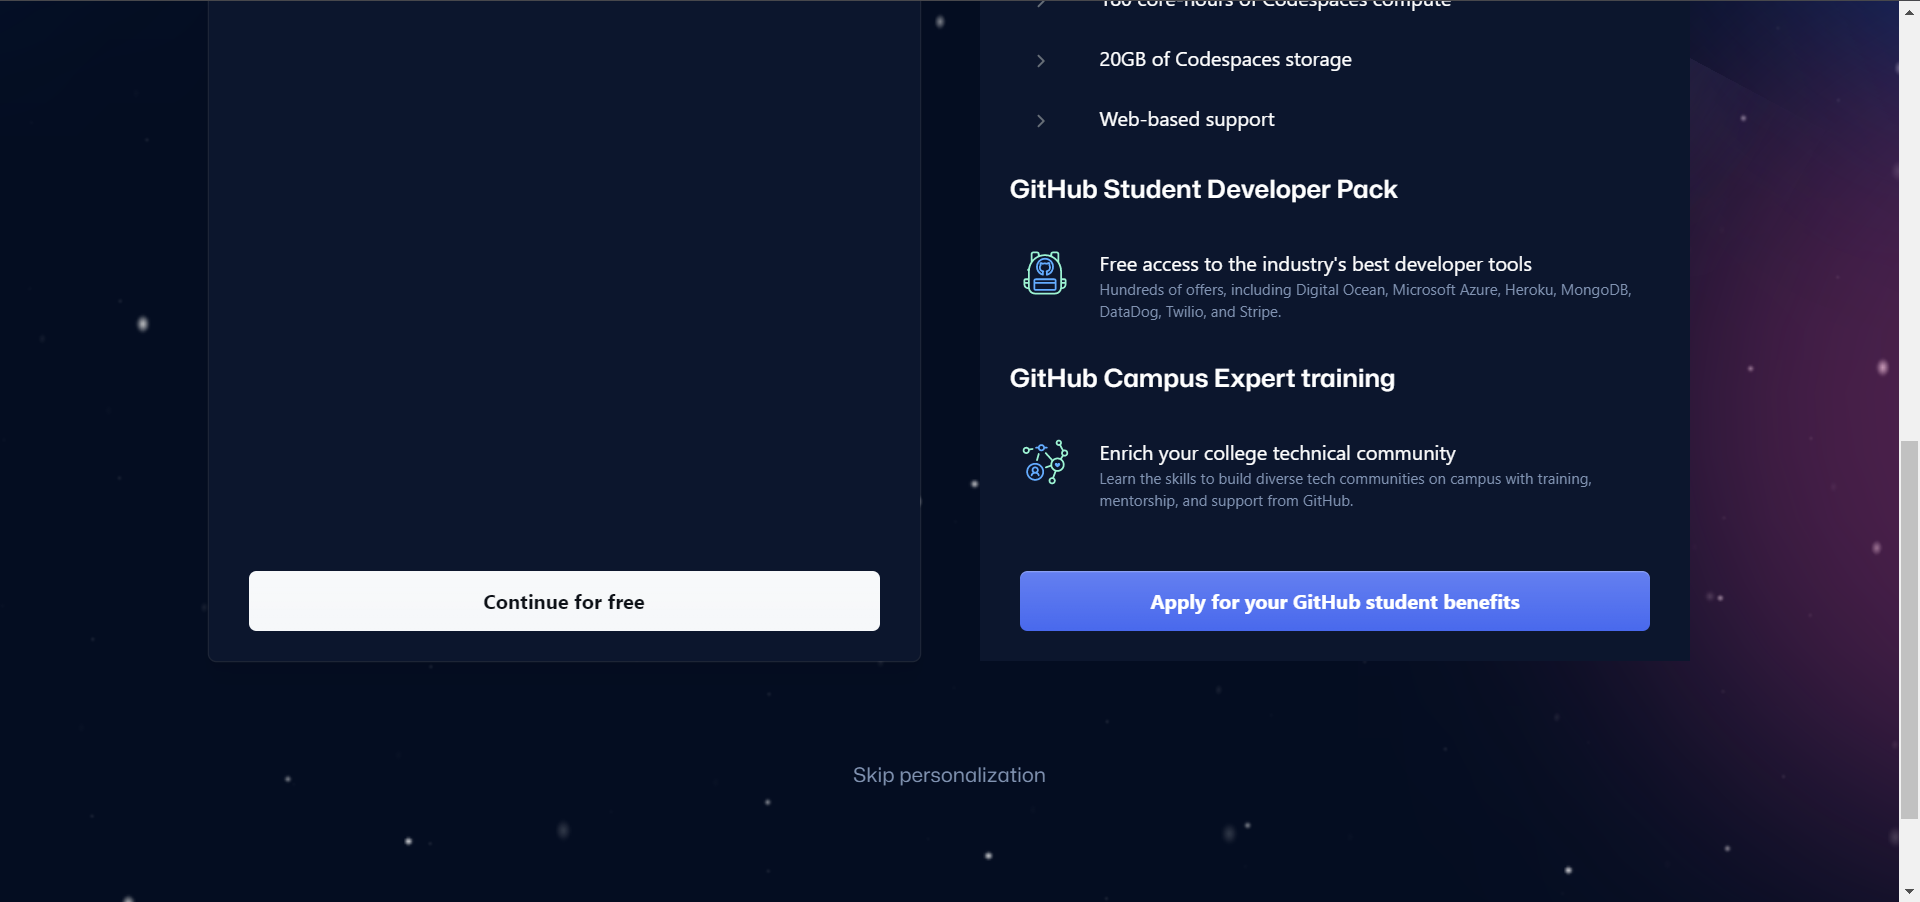 180 core-hours of Codespaces compute
20GB of Codespaces storage
Web-based support
GitHub Student Developer Pack
Free access to the industry's best developer tools
Hundreds of offers, including Digital Ocean, Microsoft Azure, Heroku, MongoDB,
DataDog, Twilio, and Stripe.
GitHub Campus Expert training
Enrich your college technical community
Learn the skills to build diverse tech communities on campus with training,
mentorship, and support from GitHub.
Continue for free
Apply for your GitHub student benefits
Skip personalization